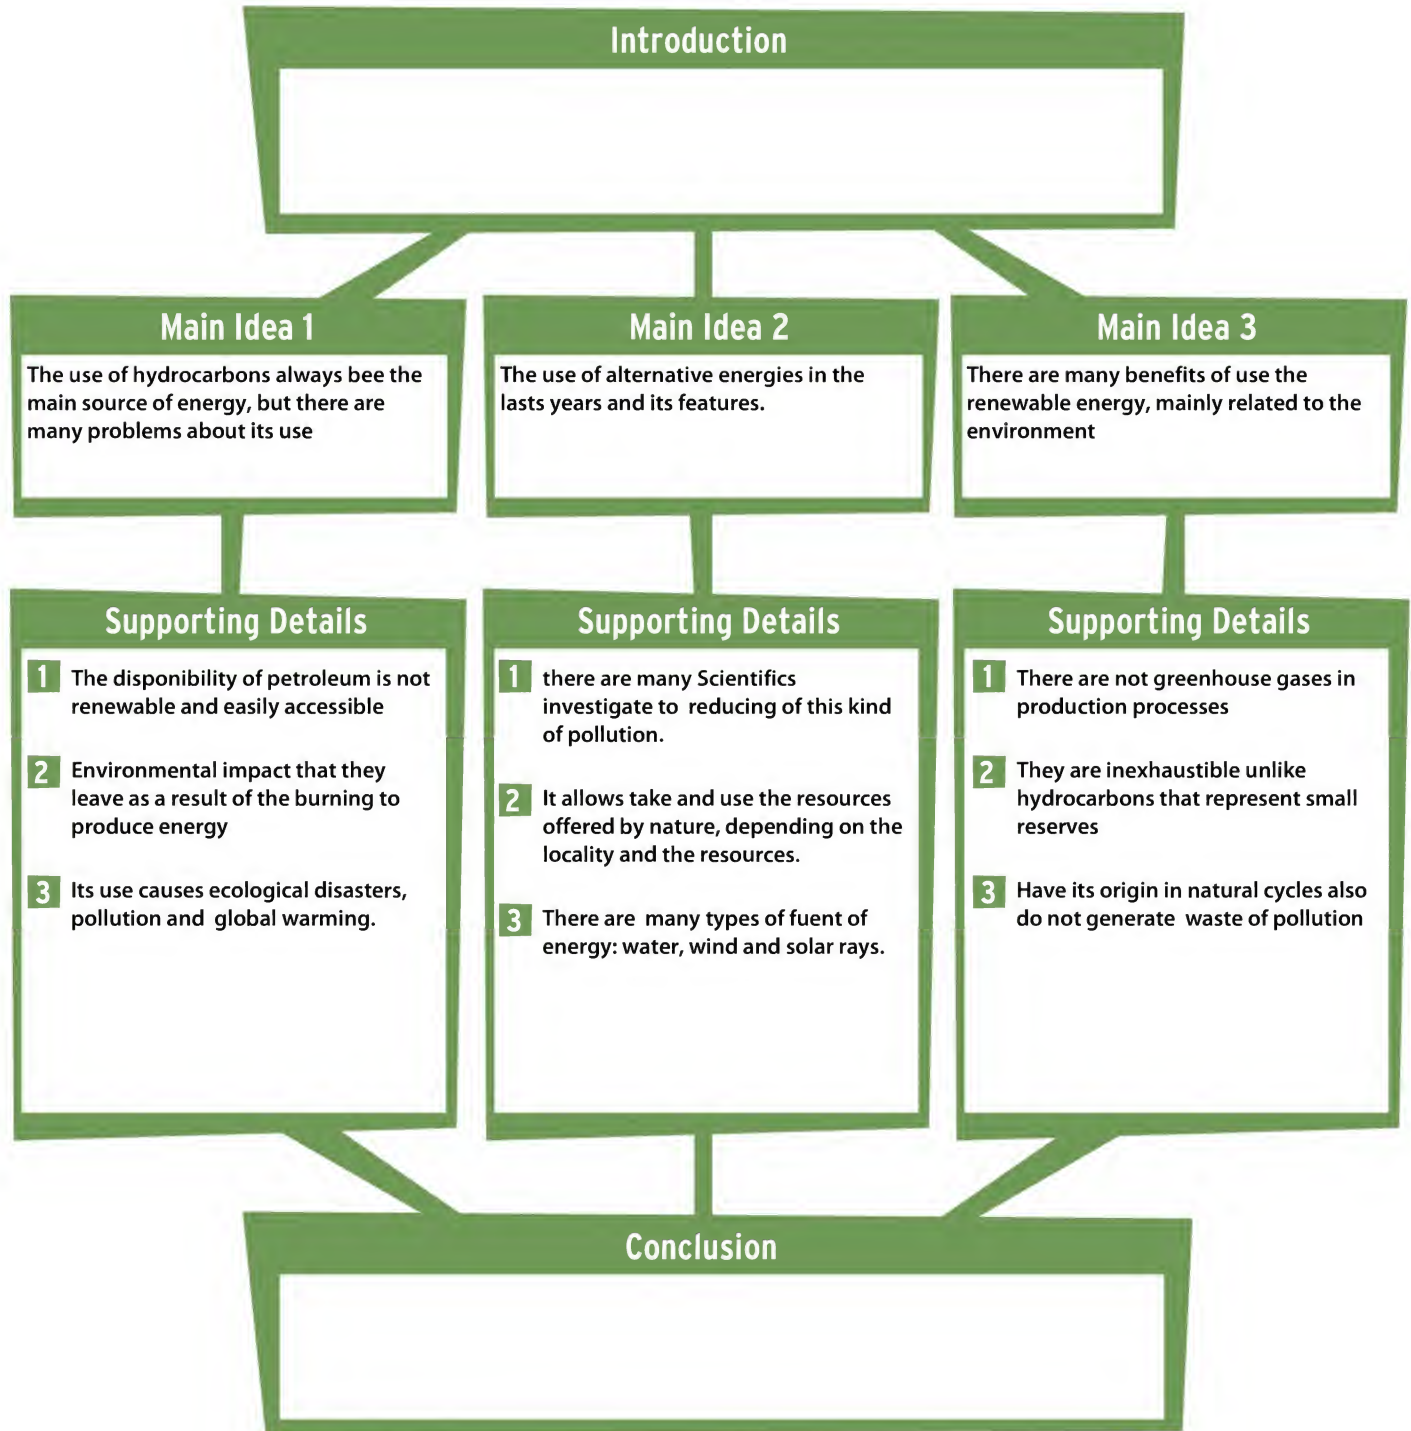 Introduction
Main Idea 1
The use of hydrocarbons always bee the
main source of energy, but there are
many problems about its use
Main Idea 2
The use of alternative energies in the
lasts years and its features.
Main Idea 3
There are many benefits of use the
renewable energy, mainly related to the
environment
Supporting Details
1 The disponibility of petroleum is not
renewable and easily accessible
2 Environmental impact that they
leave as a result of the burning to
produce energy
3 Its use causes ecological disasters,
pollution and global warming.
Supporting Details
1 there are many Scientifics
investigate to reducing of this kind
of pollution.
2 It allows take and use the resources
offered by nature, depending on the
locality and the resources.
3 There are many types of fuent of
energy: water, wind and solar rays.
Supporting Details
1 There are not greenhouse gases in
production processes
2 They are inexhaustible unlike
hydrocarbons that represent small
reserves
3 Have its origin in natural cycles also
do not generate waste of pollution
Conclusion